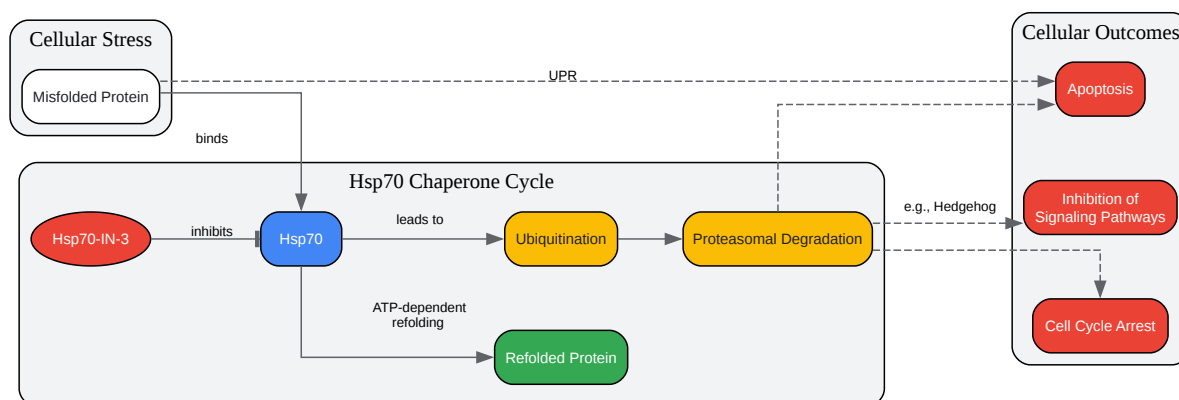 Cellular Stress
Cellular Outcomes
Misfolded Protein
UPR
Apoptosis
binds
Hsp70 Chaperone Cycle
Hsp70-IN-3
inhibits
Hsp70
leads to
Ubiquitination
Proteasomal Degradation
e.g., Hedgehog
Inhibition of
Signaling Pathways
ATP-dependent
refolding
Refolded Protein
Cell Cycle Arrest